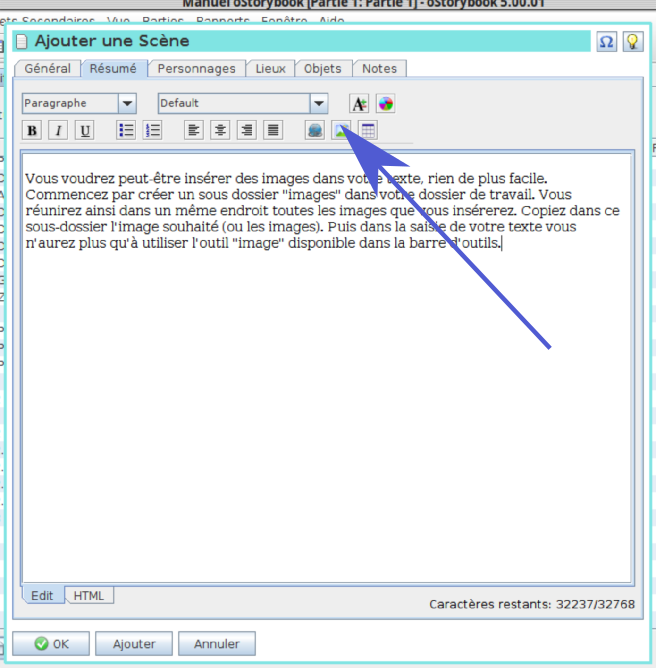 Manuel oStorybook [Partie 1: Partie 1] - oStorybook 5.00.01
ets Secondaires Vue Parties Rapports Fenêtre Aide
Ajouter une Scène
Ω
Général Résumé Personnages Lieux Objets Notes
Paragraphe Default A
B I U
Vous voudrez peut-être insérer des images dans votre texte, rien de plus facile.
Commencez par créer un sous dossier "images" dans votre dossier de travail. Vous
réunirez ainsi dans un même endroit toutes les images que vous insérerez. Copiez dans ce
sous-dossier l'image souhaité (ou les images). Puis dans la saisie de votre texte vous
n'aurez plus qu'à utiliser l'outil "image" disponible dans la barre d'outils.
Edit HTML
Caractères restants: 32237/32768
OK Ajouter Annuler